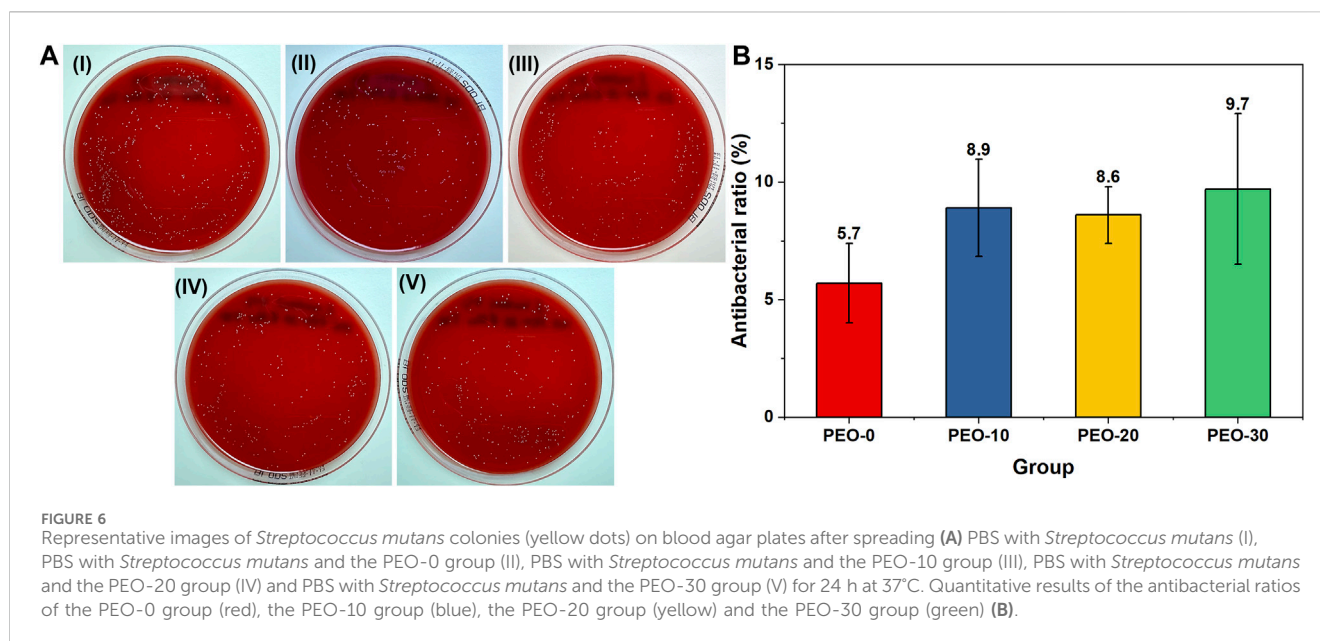 A
(I)
(II)
(III)
(IV)
(V)
B
15
10
5
0
Antibacterial ratio (%)
5.7
8.9
8.6
9.7
PEO-0
PEO-10
PEO-20
PEO-30
Group
FIGURE 6
Representative images of Streptococcus mutans colonies (yellow dots) on blood agar plates after spreading (A) PBS with Streptococcus mutans (I),
PBS with Streptococcus mutans and the PEO-0 group (II), PBS with Streptococcus mutans and the PEO-10 group (III), PBS with Streptococcus mutans
and the PEO-20 group (IV) and PBS with Streptococcus mutans and the PEO-30 group (V) for 24 h at 37°C. Quantitative results of the antibacterial ratios
of the PEO-0 group (red), the PEO-10 group (blue), the PEO-20 group (yellow) and the PEO-30 group (green) (B).